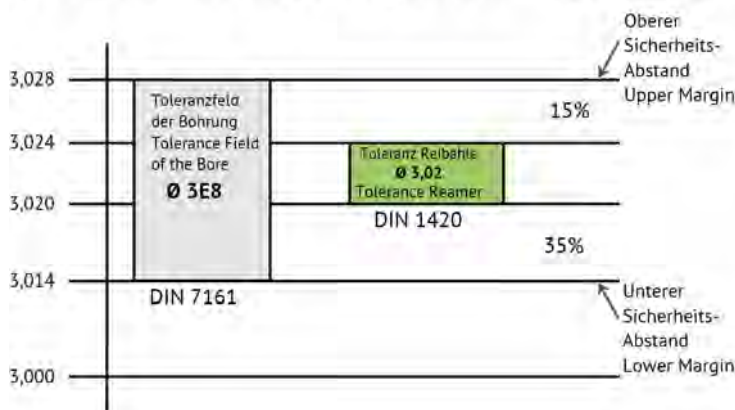 3,028
3,024
3,020
3,014
3,000
Toleranzfeld
der Bohrung
Tolerance Field
of the Bore
Ø 3E8
DIN 7161
Toleranz Reibahle
Ø 3,02
Tolerance Reamer
DIN 1420
15%
35%
Oberer
Sicherheits-
Abstand
Upper Margin
Unterer
Sicherheits-
Abstand
Lower Margin